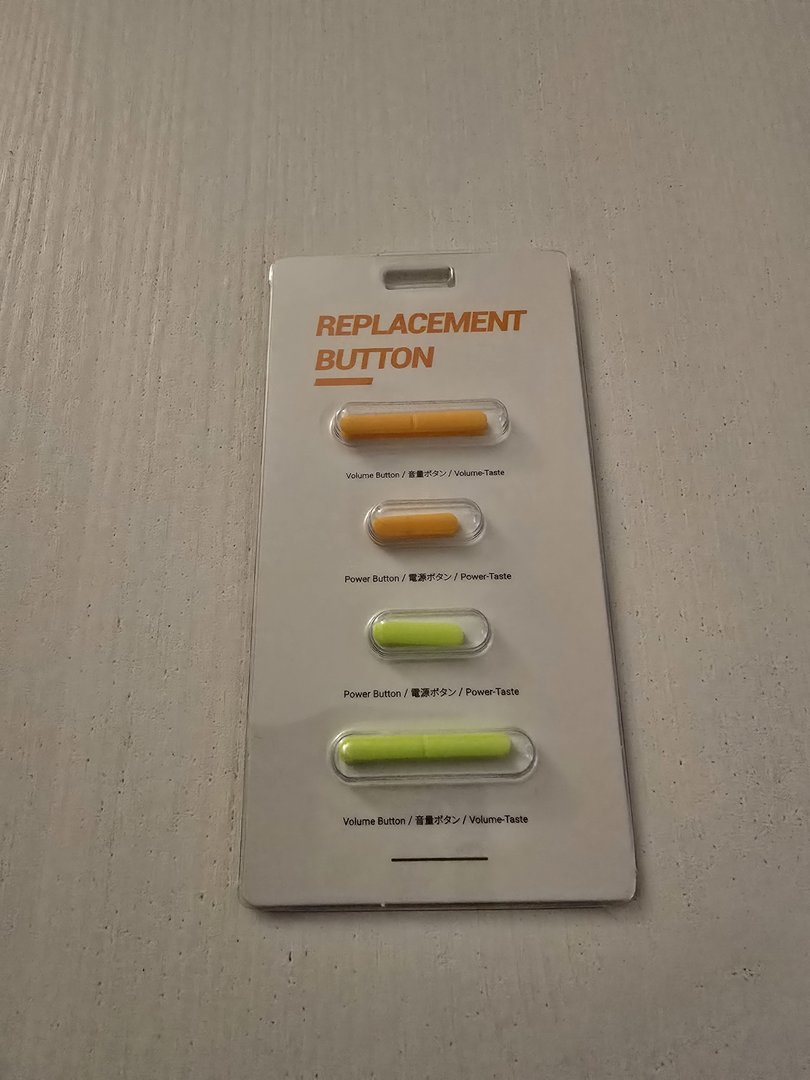 REPLACEMENT
BUTTON
Volume Button / 音量ボタン / Volume-Taste
Power Button / 電源ボタン / Power-Taste
Power Button / 電源ボタン / Power-Taste
Volume Button / 音量ボタン / Volume-Taste